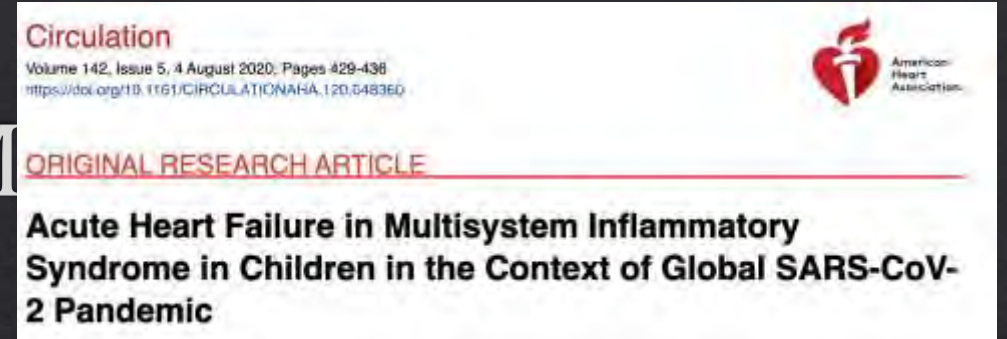 Circulation
Volume 142, Issue 5, 4 August 2020; Pages 429-436
https://doi.org/10.1161/CIRCULATIONAHA.120.048360
American
Heart
Association.
ORIGINAL RESEARCH ARTICLE
Acute Heart Failure in Multisystem Inflammatory
Syndrome in Children in the Context of Global SARS-CoV-
2 Pandemic